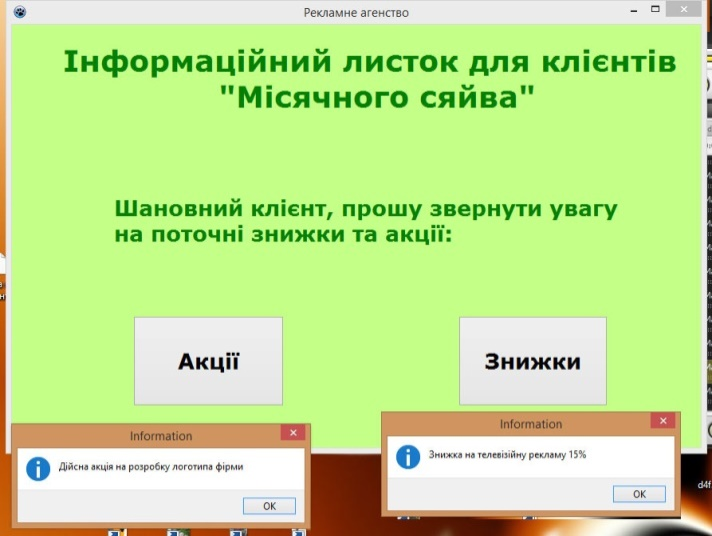 Рекламне агенство
Інформаційний листок для клієнтів
"Місячного сяйва"
Шановний клієнт, прошу звернути увагу
на поточні знижки та акції:
Акції
Знижки
Information
Дійсна акція на розробку логотипа фірми
OK
Information
Знижка на телевізійну рекламу 15%
OK
d4f